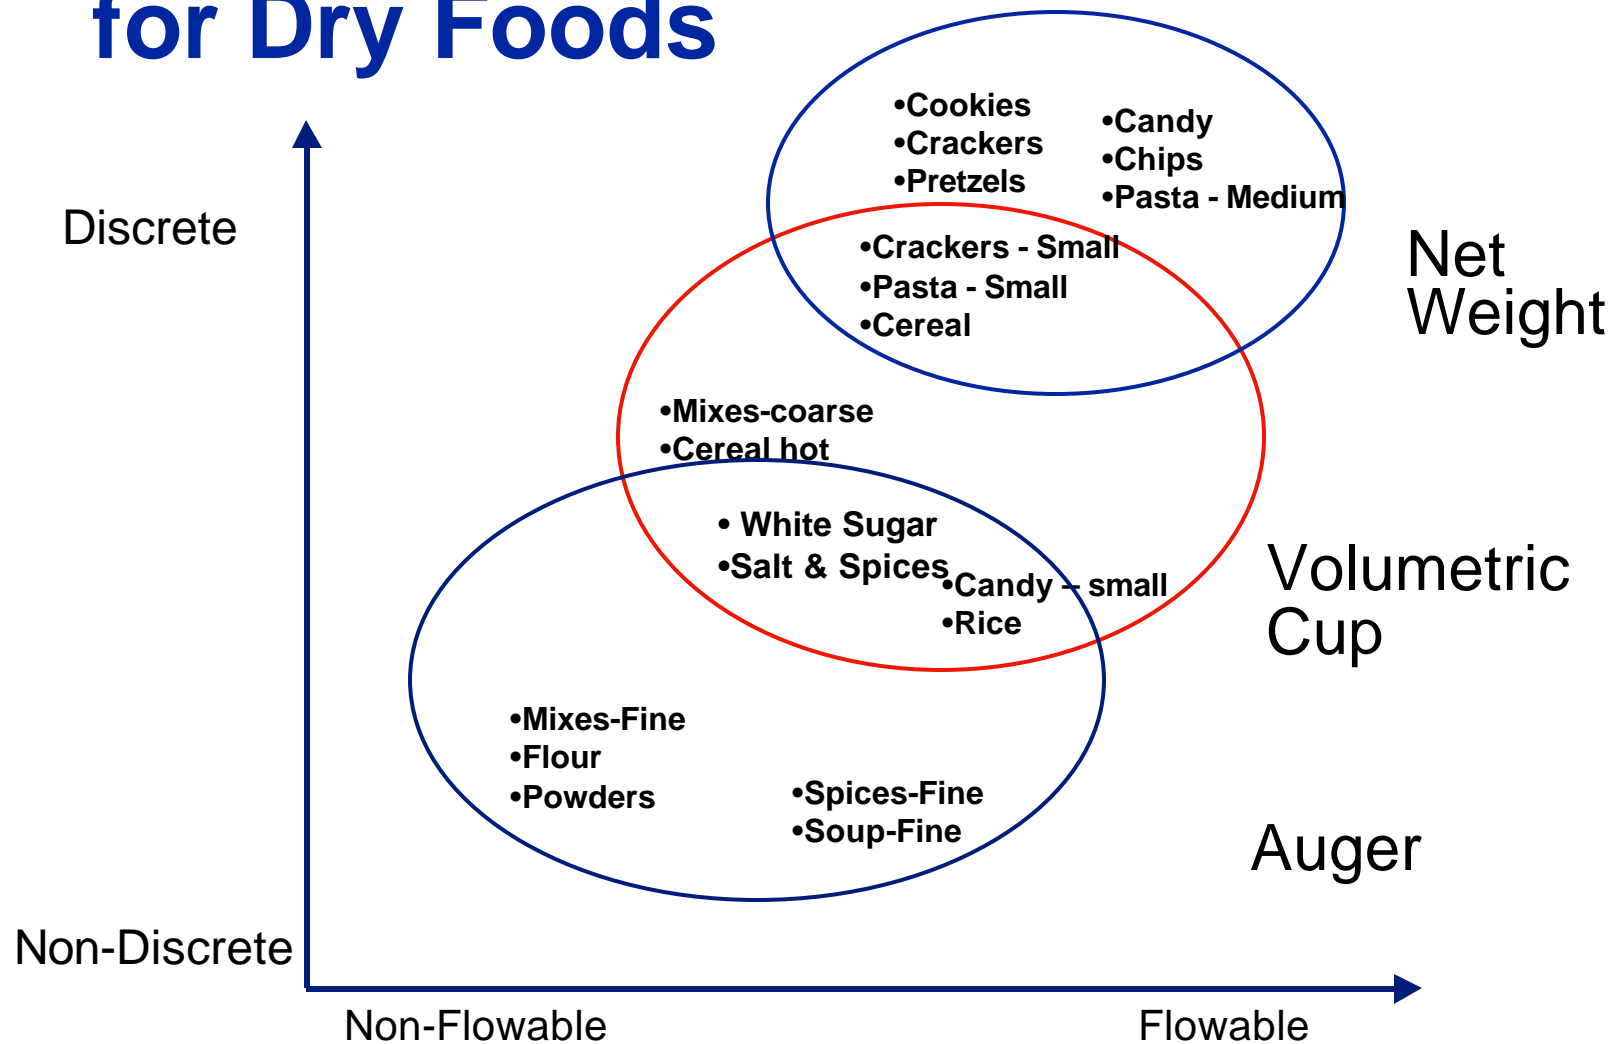 for Dry Foods
•Cookies
•Crackers
•Pretzels
•Candy
•Chips
•Pasta - Medium
Discrete
Net
Weight
•Crackers - Small
•Pasta - Small
•Cereal
•Mixes-coarse
•Cereal hot
• White Sugar
•Salt & Spices
•Candy – small
•Rice
Volumetric
Cup
•Mixes-Fine
•Flour
•Powders
•Spices-Fine
•Soup-Fine
Auger
Non-Discrete
Non-Flowable
Flowable